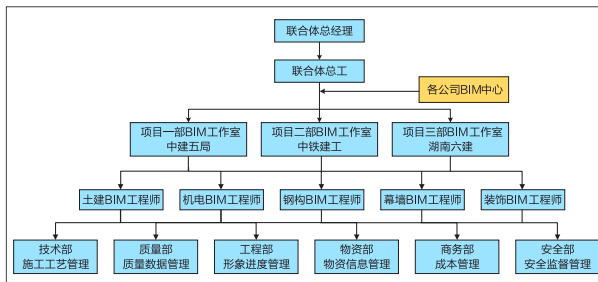 联合体总经理
联合体总工
各公司BIM中心
项目一部BIM工作室
中建五局
项目二部BIM工作室
中铁建工
项目三部BIM工作室
湖南六建
土建BIM工程师
机电BIM工程师
钢构BIM工程师
幕墙BIM工程师
装饰BIM工程师
技术部
施工工艺管理
质量部
质量数据管理
工程部
形象进度管理
物资部
物资信息管理
商务部
成本管理
安全部
安全监督管理